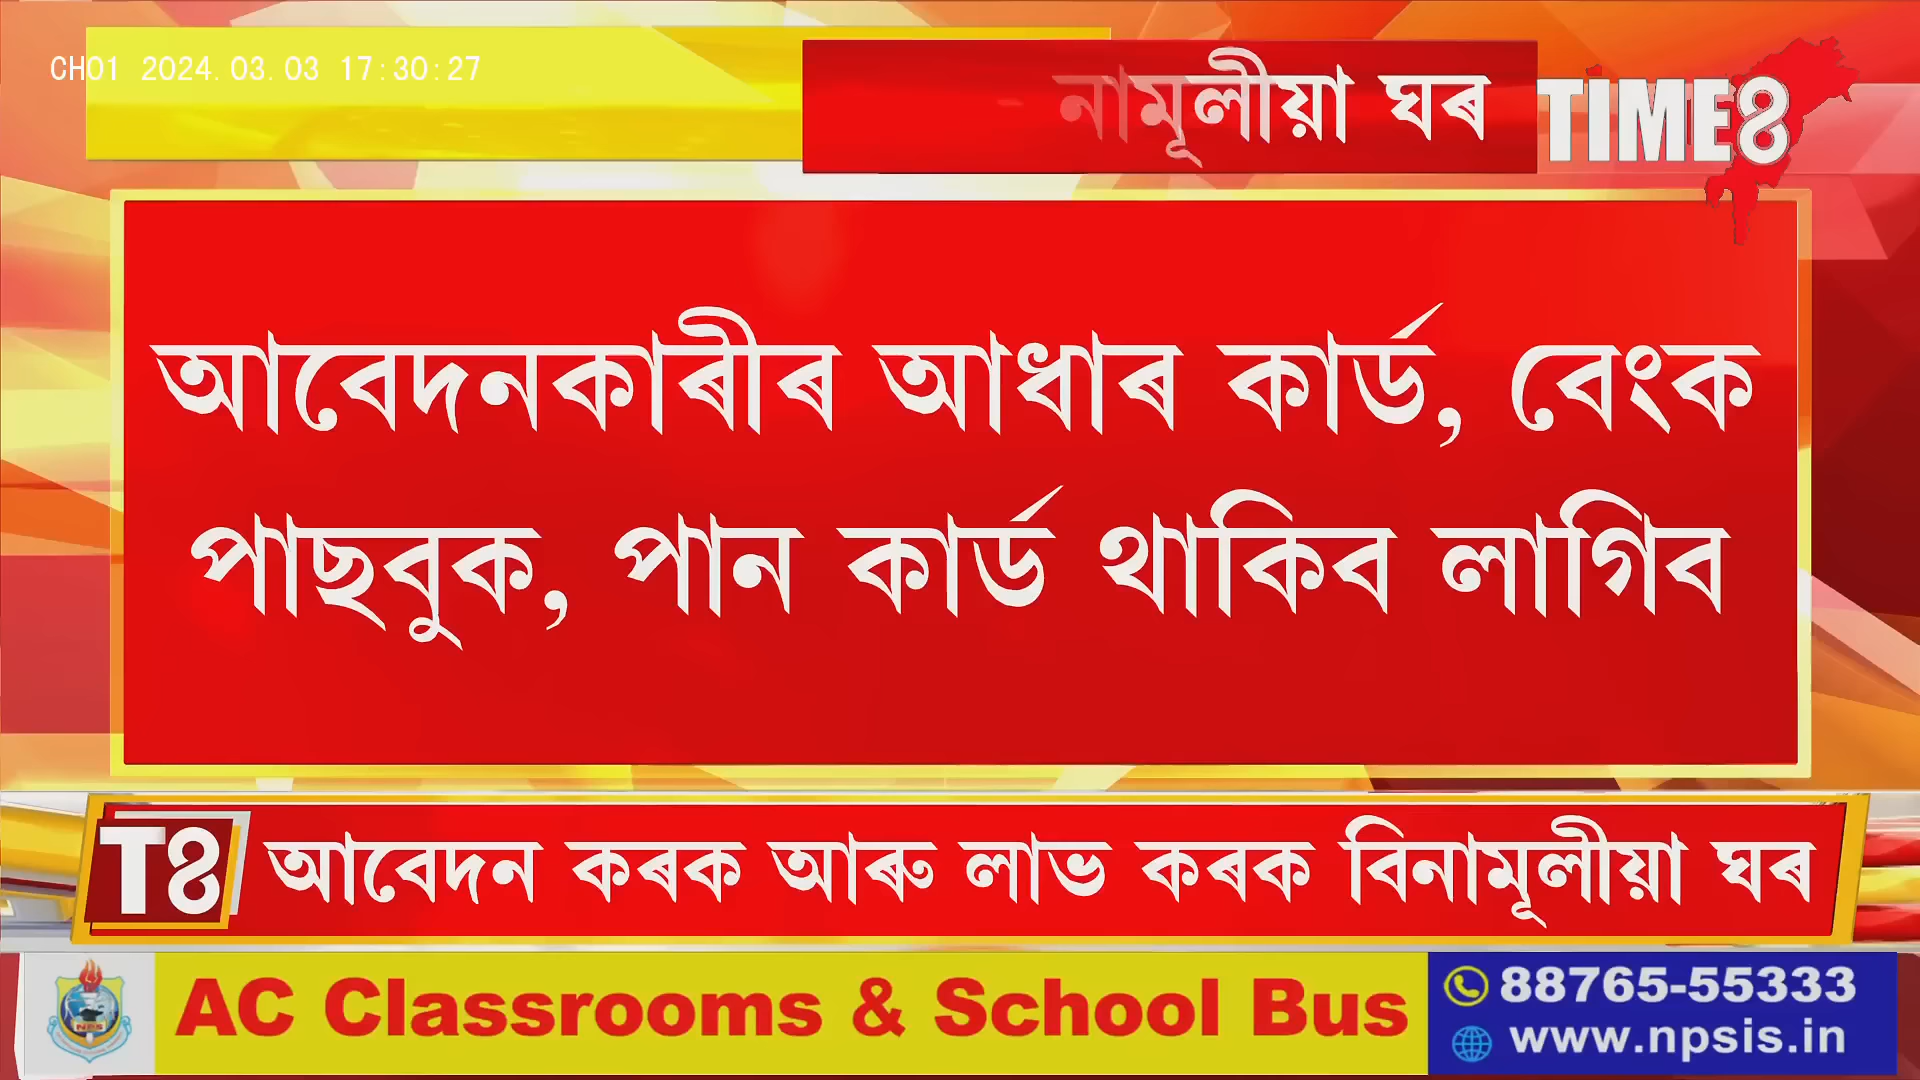 CH01 2024.03.03 17:30:27
নামূলীয়া ঘৰ
TIME8
আবেদনকাৰীৰ আধাৰ কাৰ্ড, বেংক
পাছবুক, পান কাৰ্ড থাকিব লাগিব
T8 আবেদন কৰক আৰু লাভ কৰক বিনামূলীয়া ঘৰ
NPS
AC Classrooms & School Bus
88765-55333
www.npsis.in